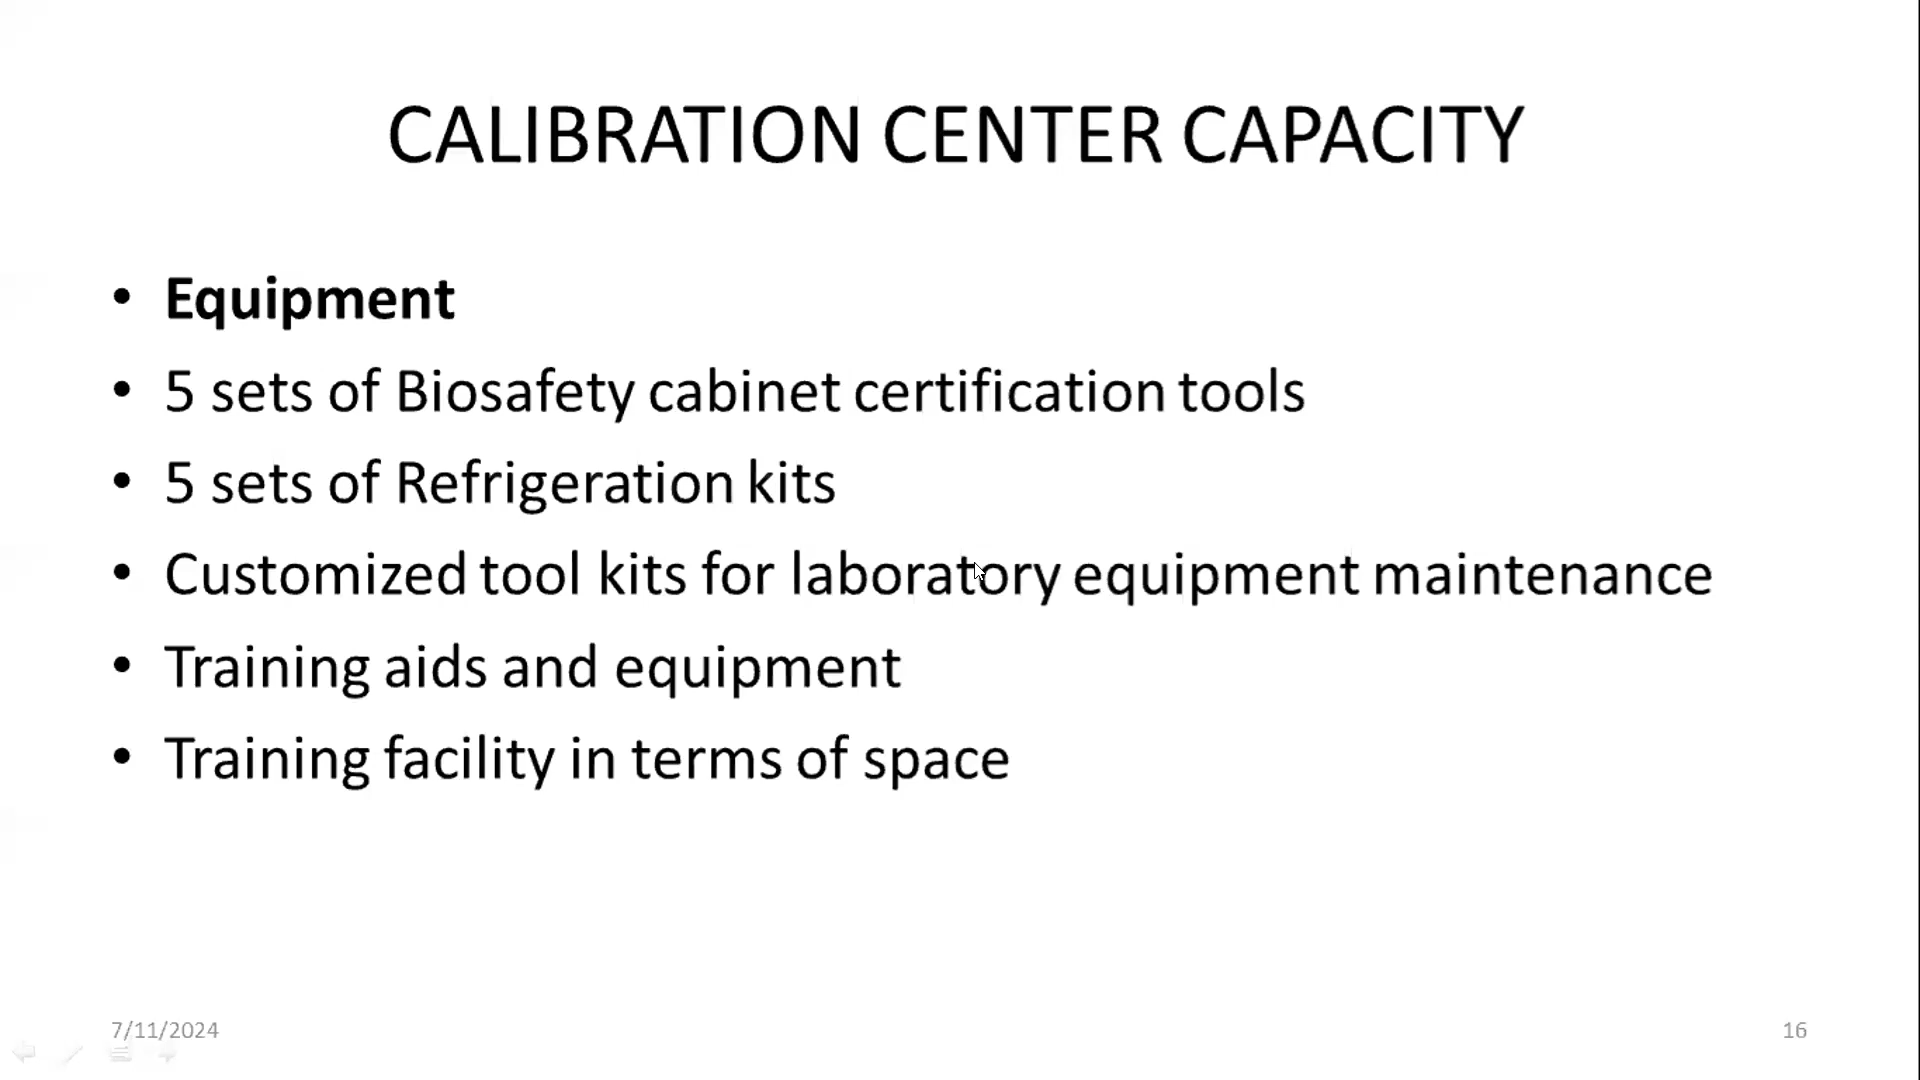 CALIBRATION CENTER CAPACITY
• Equipment
• 5 sets of Biosafety cabinet certification tools
• 5 sets of Refrigeration kits
• Customized tool kits for laboratory equipment maintenance
• Training aids and equipment
• Training facility in terms of space
7/11/2024
16